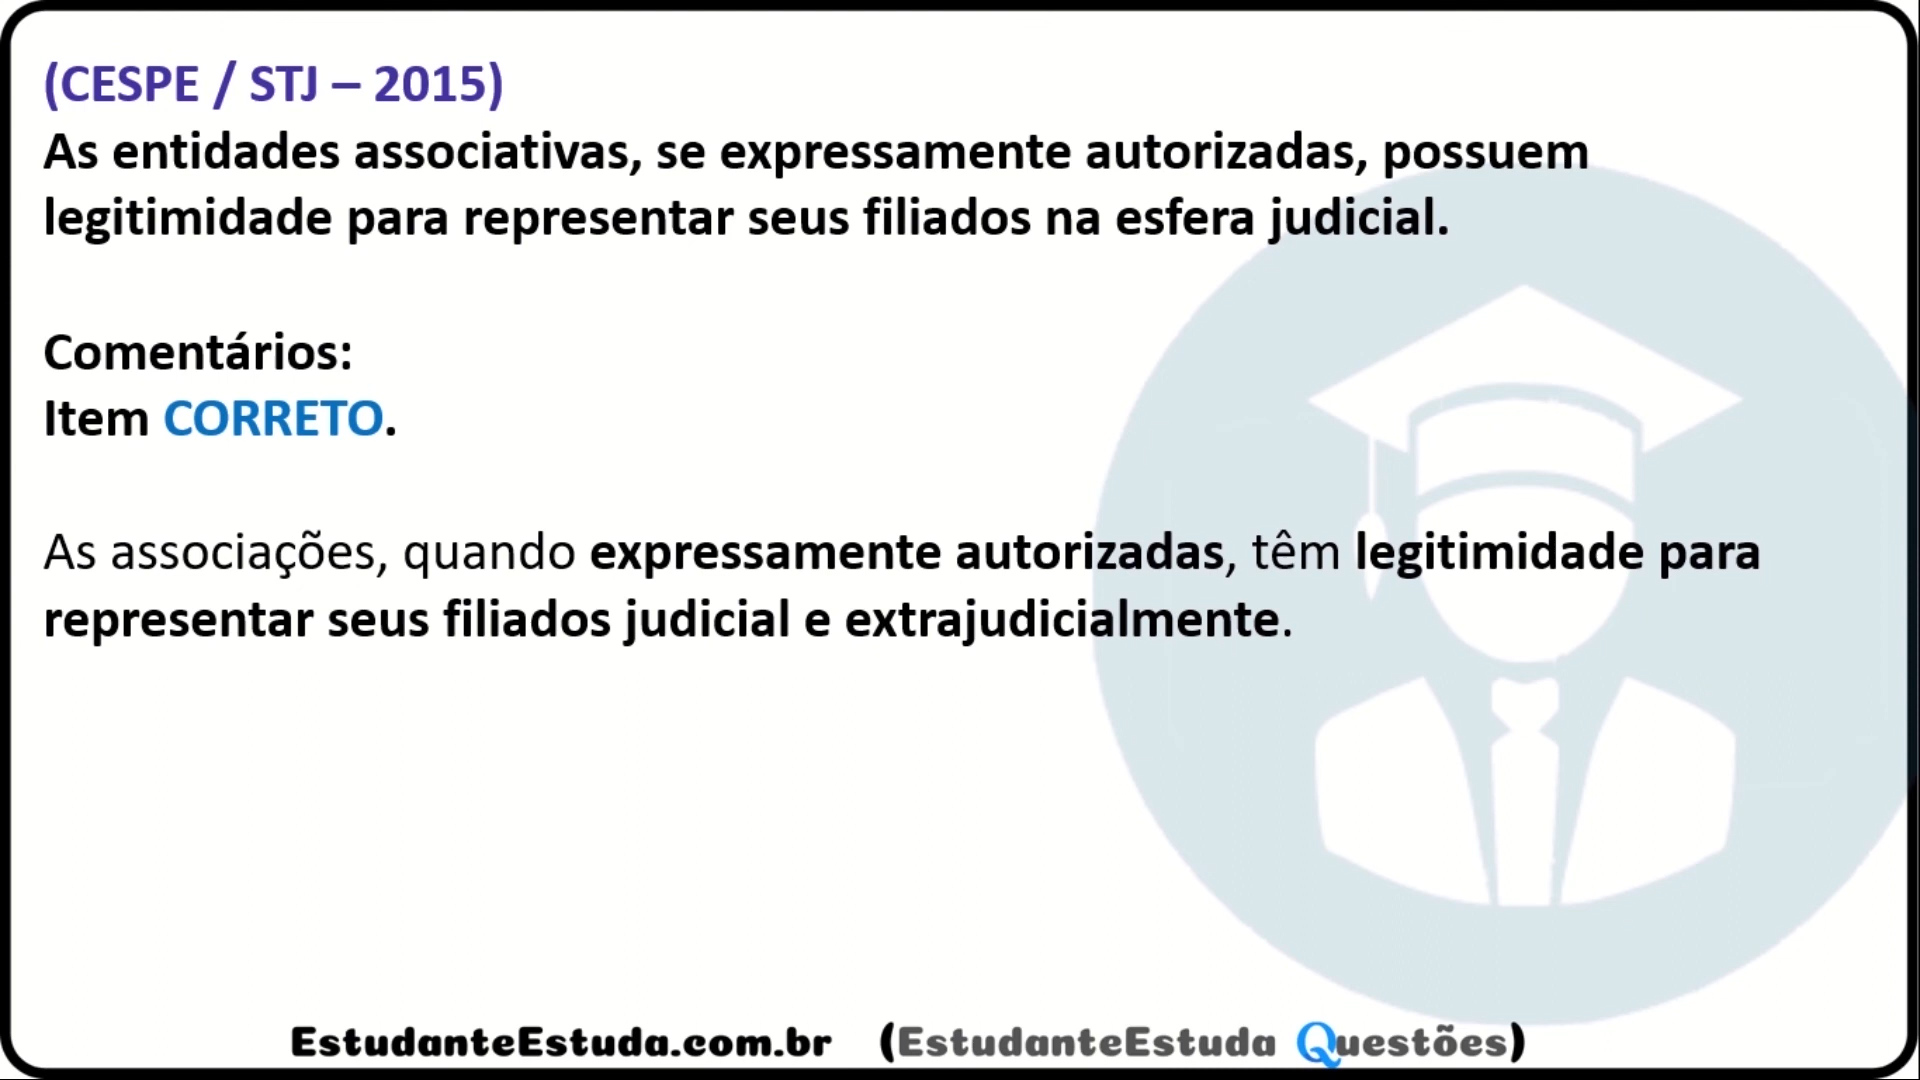 (CESPE / STJ – 2015)
As entidades associativas, se expressamente autorizadas, possuem
legitimidade para representar seus filiados na esfera judicial.
Comentários:
Item CORRETO.
As associações, quando expressamente autorizadas, têm legitimidade para
representar seus filiados judicial e extrajudicialmente.
EstudanteEstuda.com.br (EstudanteEstuda Questões)